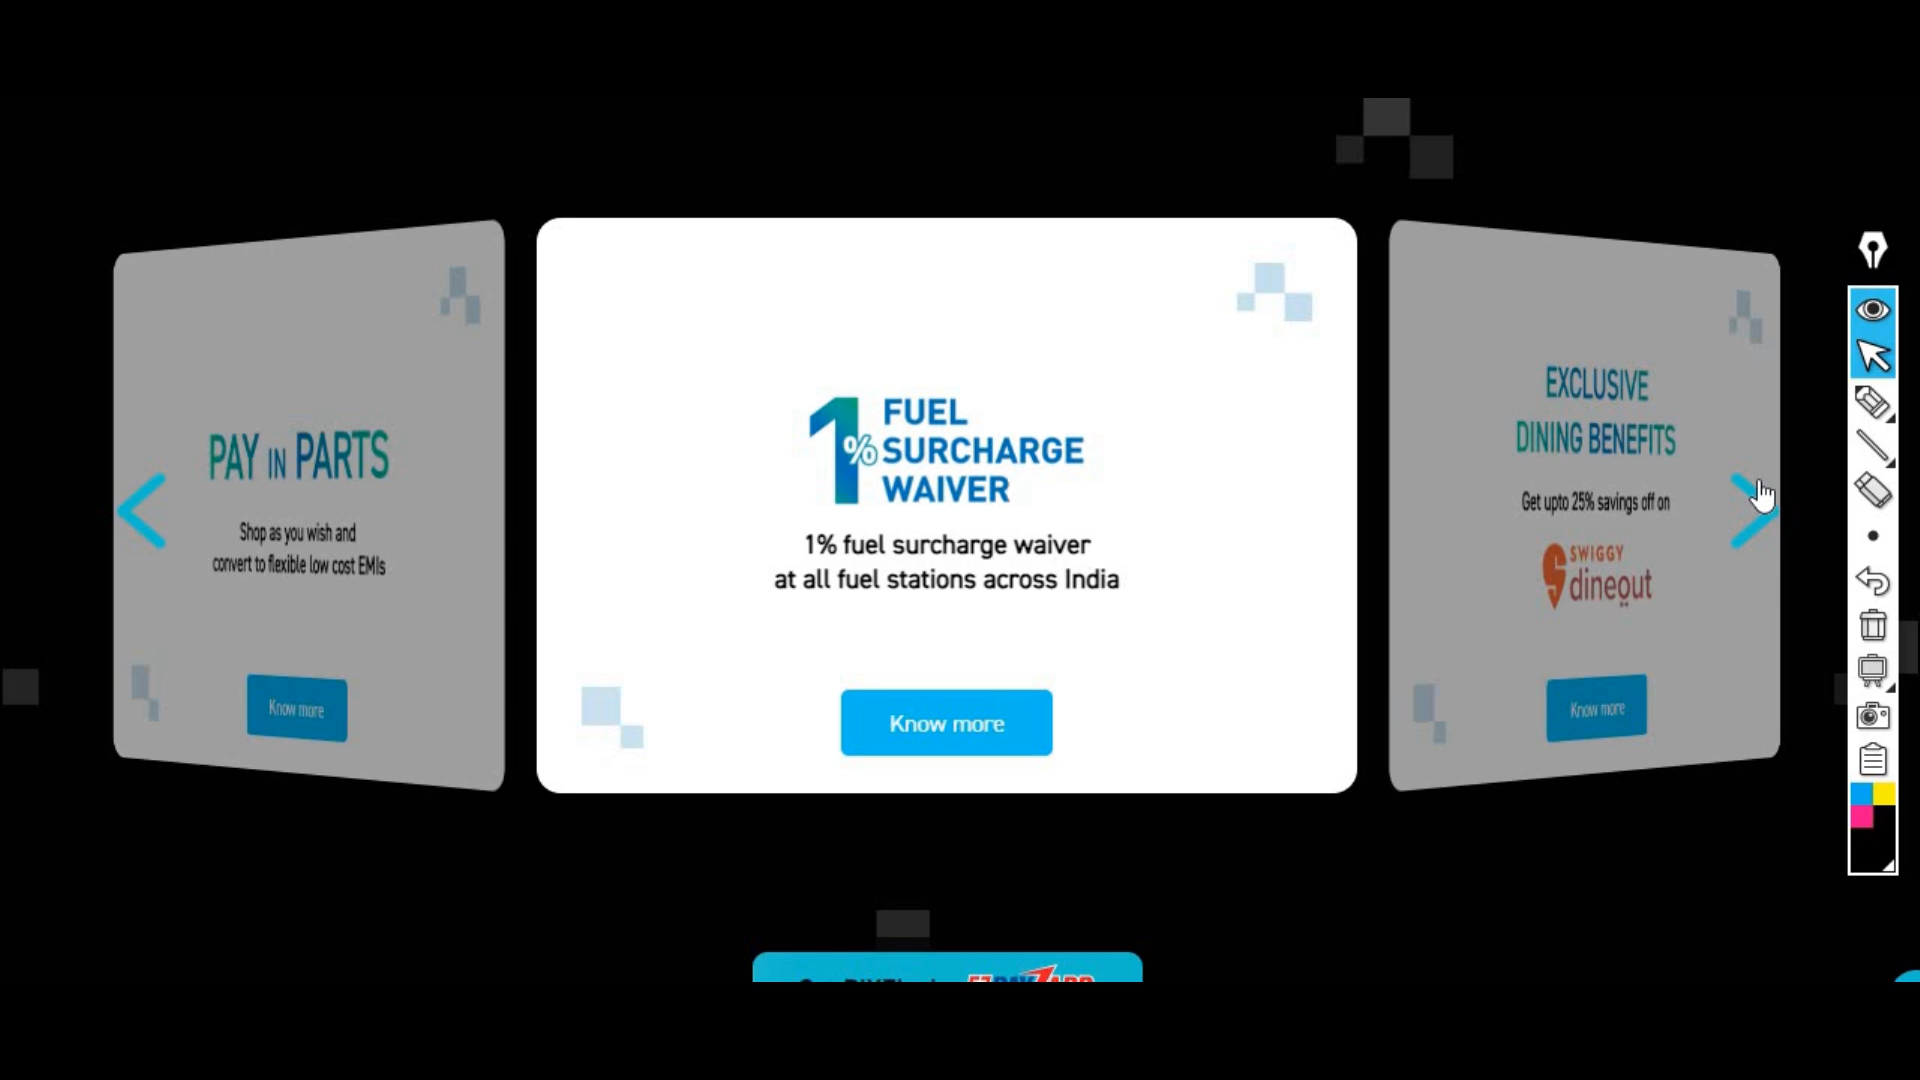 PAY IN PARTS
Shop as you wish and
convert to flexible low cost EMIs
Know more
1% FUEL
SURCHARGE
WAIVER
1% fuel surcharge waiver
at all fuel stations across India
Know more
EXCLUSIVE
DINING BENEFITS
Get upto 25% savings off on
SWIGGY
dineout
Know more